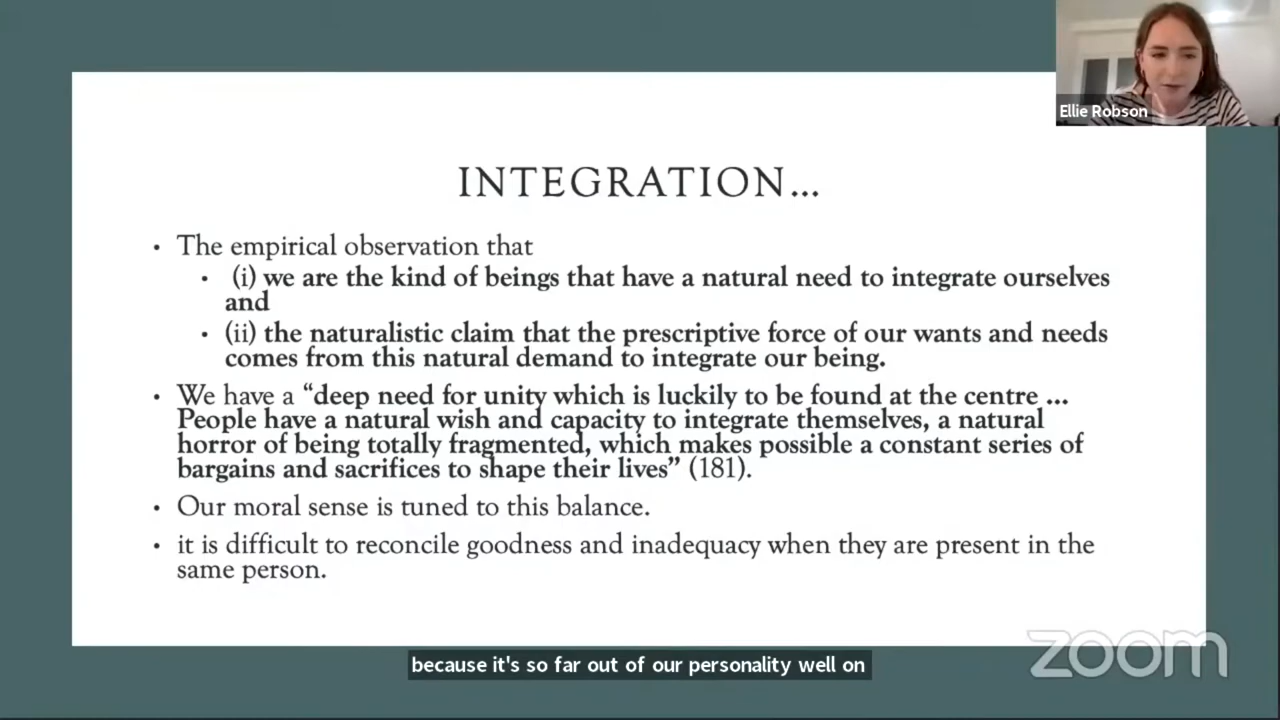 Ellie Robson
INTEGRATION...
• The empirical observation that
• (i) we are the kind of beings that have a natural need to integrate ourselves
and
• (ii) the naturalistic claim that the prescriptive force of our wants and needs
comes from this natural demand to integrate our being.
• We have a “deep need for unity which is luckily to be found at the centre ...
People have a natural wish and capacity to integrate themselves, a natural
horror of being totally fragmented, which makes possible a constant series of
bargains and sacrifices to shape their lives” (181).
• Our moral sense is tuned to this balance.
• it is difficult to reconcile goodness and inadequacy when they are present in the
same person.
zoom
because it's so far out of our personality well on